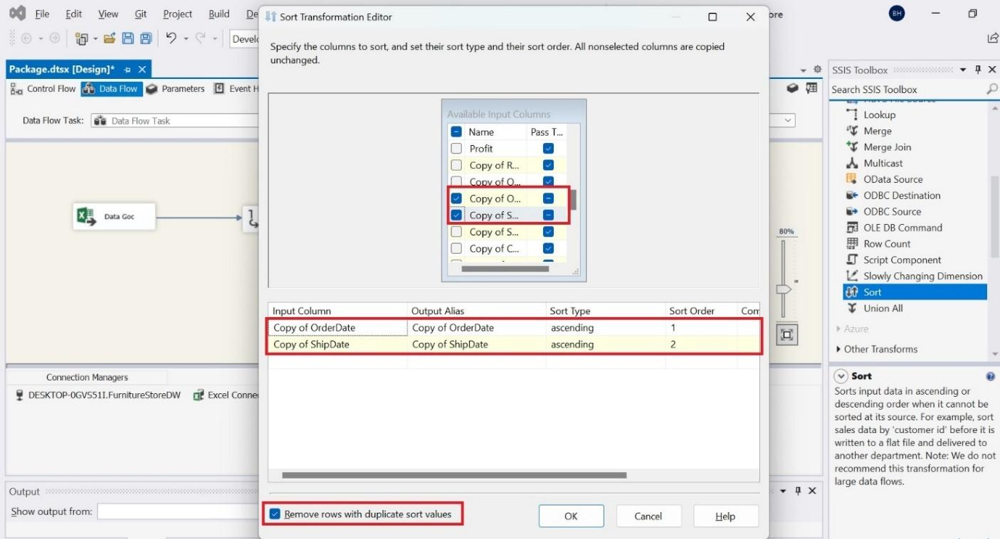 File Edit View Git Project Build De
Sort Transformation Editor
ore
BH
Develo
Specify the columns to sort, and set their sort type and their sort order. All nonselected columns are copied
unchanged.
Package.dtsx [Design]*
SSIS Toolbox
Control Flow Data Flow Parameters Event H
Search SSIS Toolbox
Data Flow Task: Data Flow Task
Available Input Columns
Name Pass T...
Profit
Copy of R...
Copy of O...
Copy of O...
Copy of S...
Copy of S...
Copy of C...
Lookup
Merge
Merge Join
Multicast
OData Source
ODBC Destination
ODBC Source
OLE DB Command
Row Count
Script Component
Slowly Changing Dimension
Sort
Union All
Azure
Other Transforms
Data Goc
80%
Input Column Output Alias Sort Type Sort Order Com
Copy of OrderDate Copy of OrderDate ascending 1
Copy of ShipDate Copy of ShipDate ascending 2
Connection Managers
DESKTOP-0GVS51I.FurnitureStoreDW Excel Conne
Sort
Sorts input data in ascending or
descending order when it cannot be
sorted at its source. For example, sort
sales data by 'customer id' before it is
written to a flat file and delivered to
another department. Note: We do not
recommend this transformation for
large data flows.
Output
Show output from:
Remove rows with duplicate sort values
OK Cancel Help